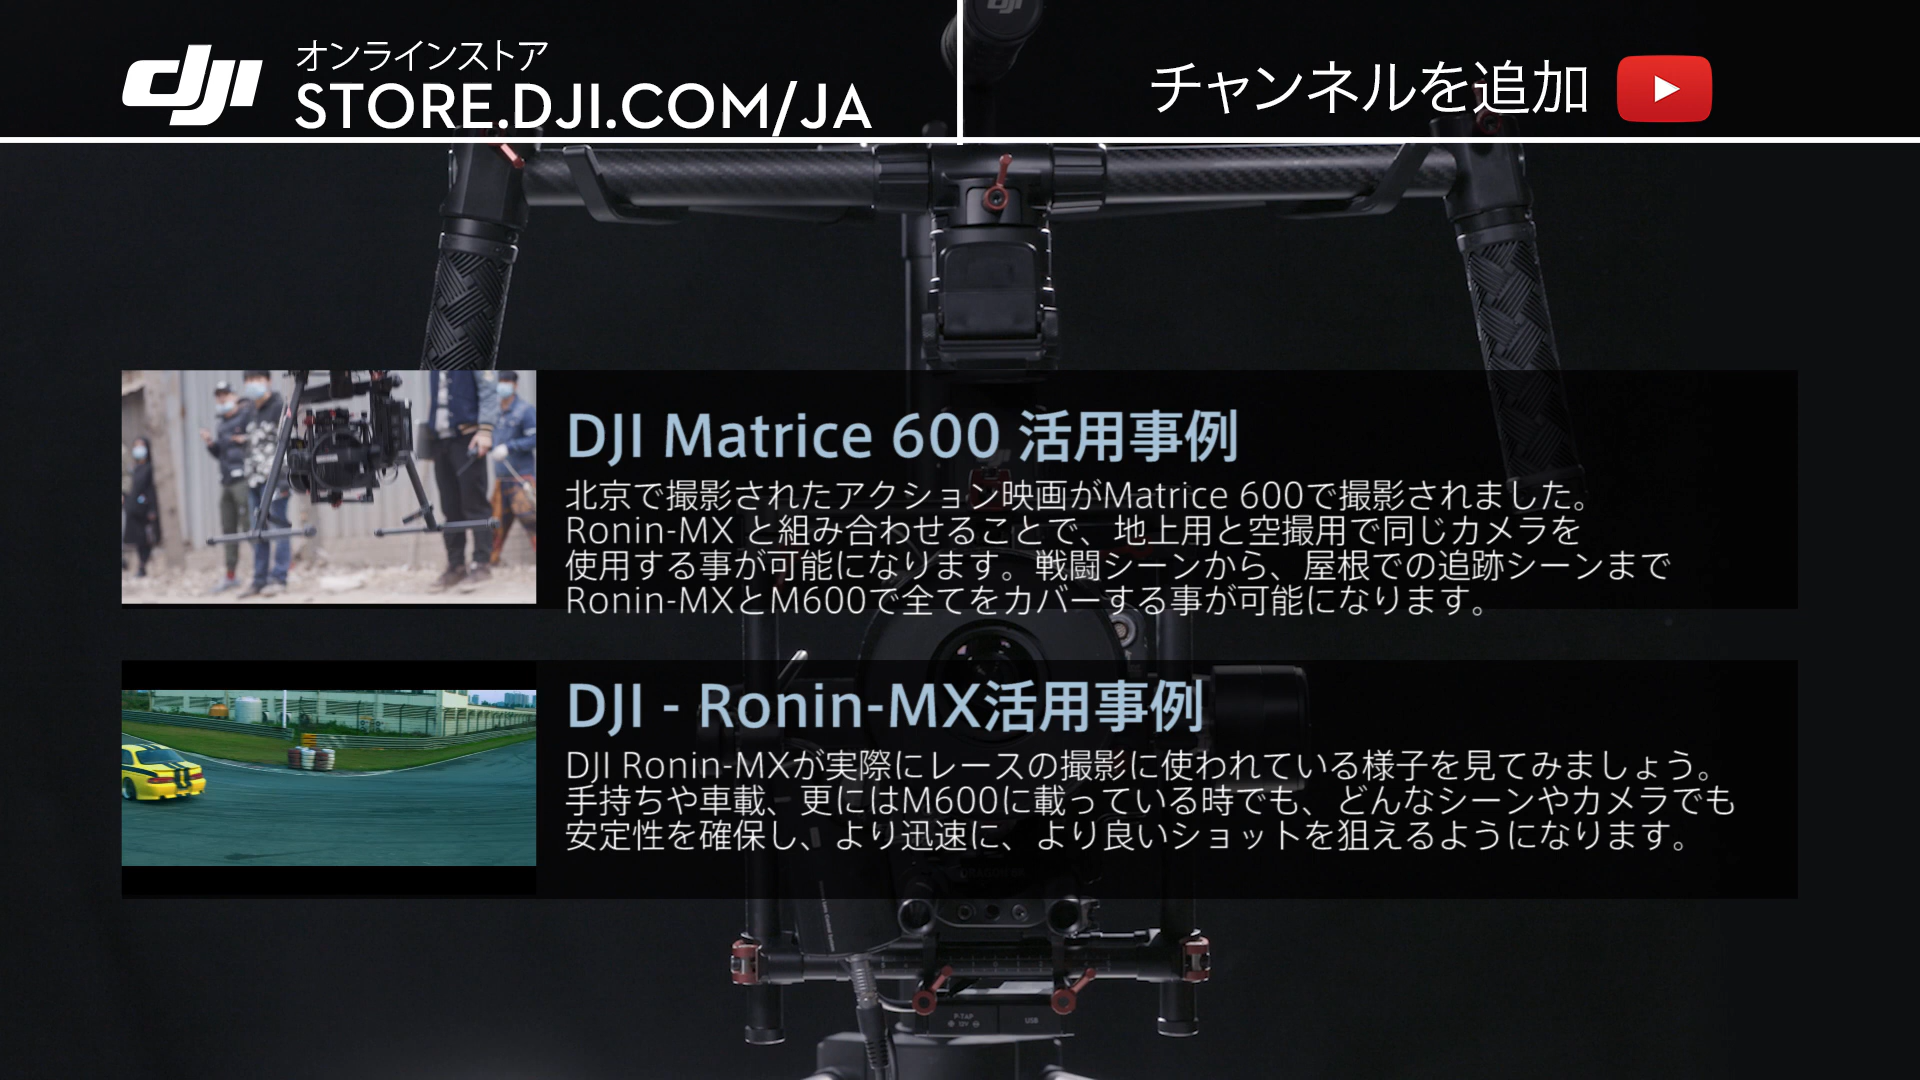 dji
オンラインストア
STORE.DJI.COM/JA
チャンネルを追加
DJI Matrice 600 活用事例
北京で撮影されたアクション映画がMatrice 600で撮影されました。
Ronin-MX と組み合わせることで、地上用と空撮用で同じカメラを
使用する事が可能になります。戦闘シーンから、屋根での追跡シーンまで
Ronin-MXとM600で全てをカバーする事が可能になります。
DJI - Ronin-MX活用事例
DJI Ronin-MXが実際にレースの撮影に使われている様子を見てみましょう。
手持ちや車載、更にはM600に載っている時でも、どんなシーンやカメラでも
安定性を確保し、より迅速に、より良いショットを狙えるようになります。
P-TAP
12V
USB